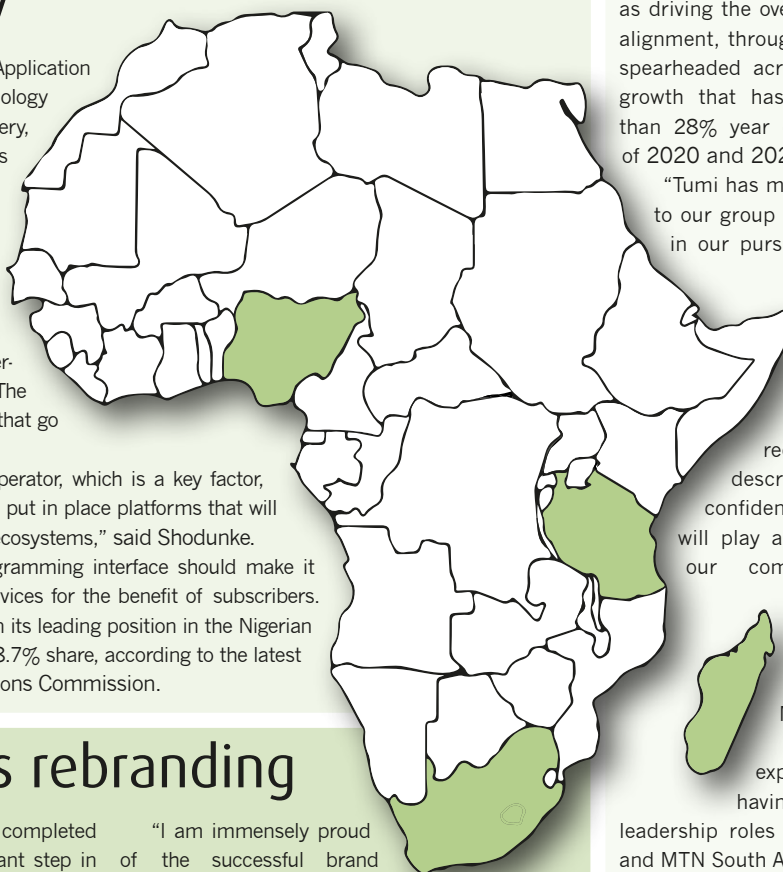 Application
ology
ery,
s
er-
The
that go
perator, which is a key factor,
put in place platforms that will
ecosystems,” said Shodunke.
gramming interface should make it
vices for the benefit of subscribers.
n its leading position in the Nigerian
8.7% share, according to the latest
ons Commission.
s rebranding
completed
ant step in
“I am immensely proud
of the successful brand
as driving the ove
alignment, throug
spearheaded acr
growth that has
than 28% year
of 2020 and 202
“Tumi has m
to our group
in our purs
re
descr
confiden
will play a
our com
exp
havin
leadership roles
and MTN South A